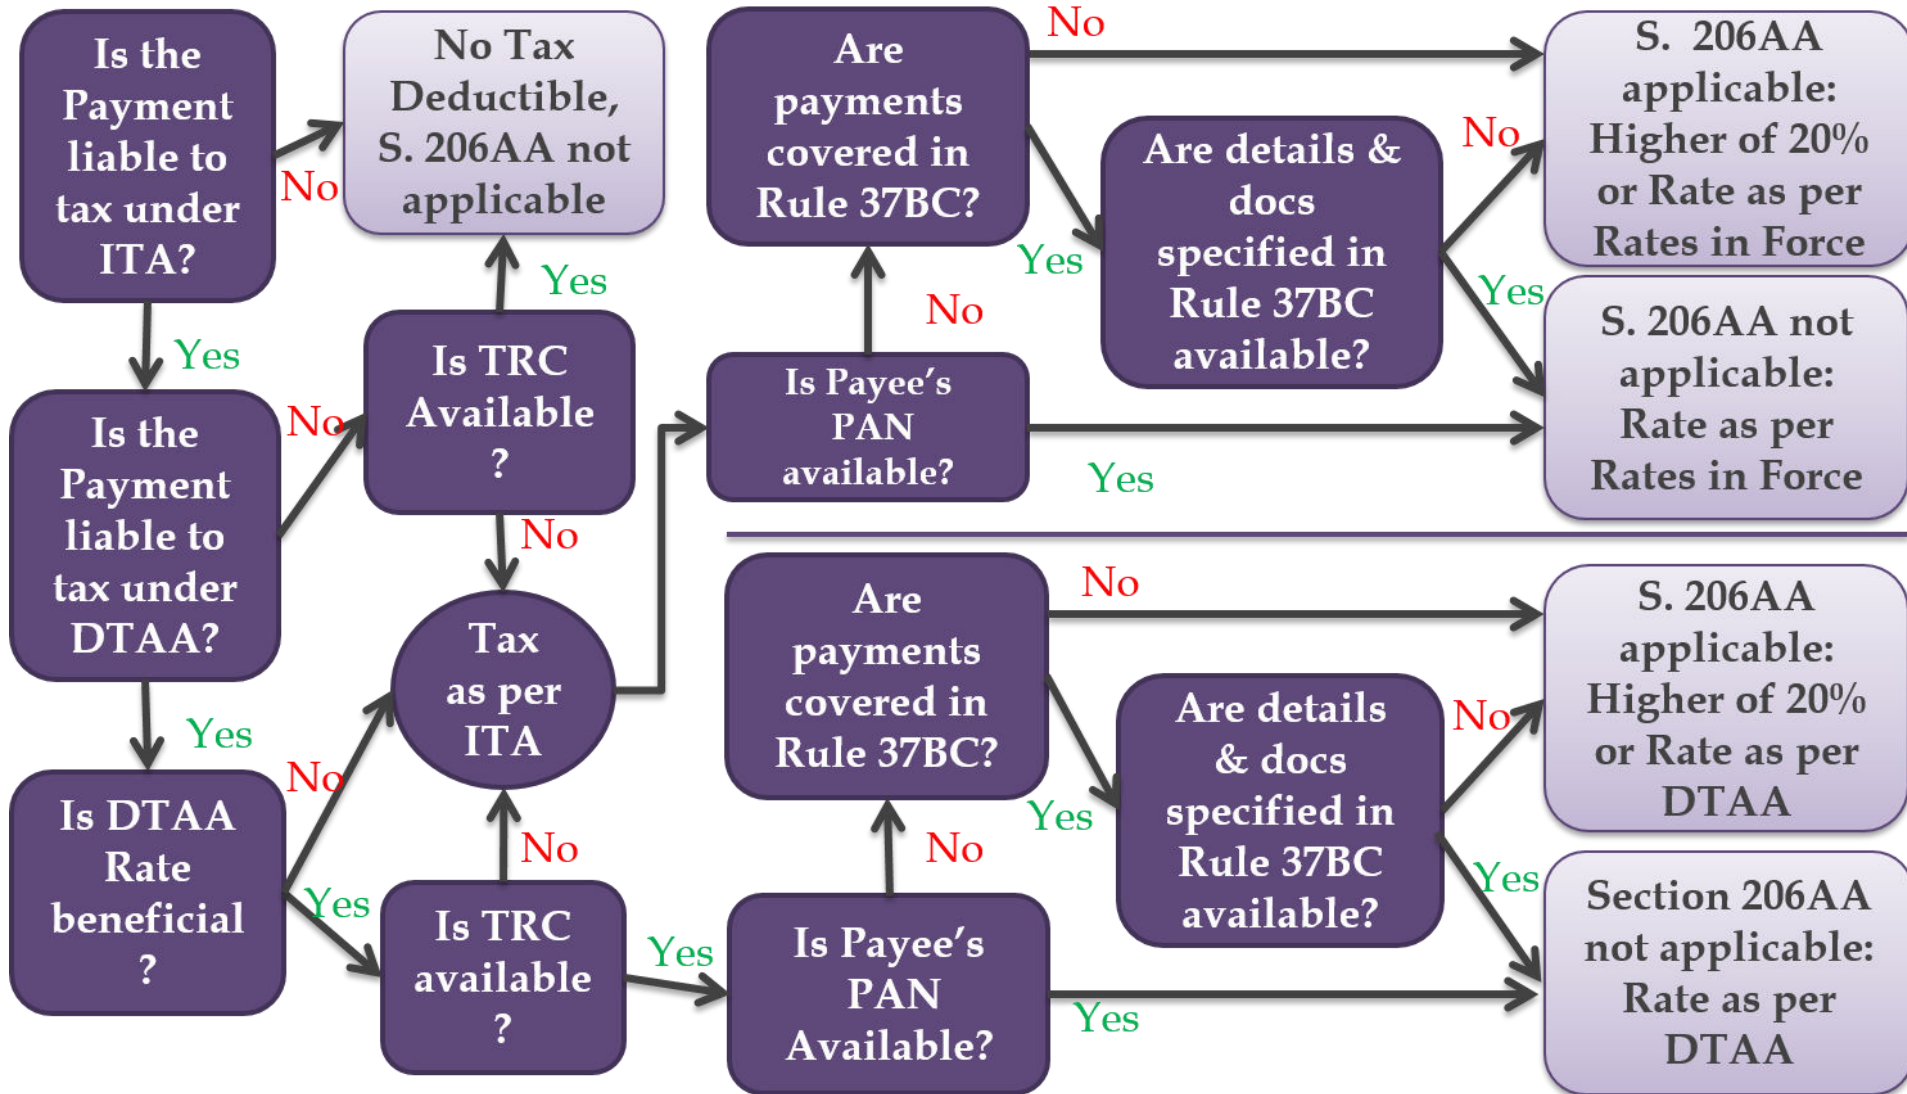 Is the
Payment
liable to
tax under
ITA?
No
Yes
No Tax
Deductible,
S. 206AA not
applicable
Yes
Is the
Payment
liable to
tax under
DTAA?
No
Yes
Is TRC
Available
?
No
Tax
as per
ITA
Is DTAA
Rate
beneficial
?
No
Yes
No
Is TRC
available
?
Yes
Are
payments
covered in
Rule 37BC?
No
Yes
No
Are details &
docs
specified in
Rule 37BC
available?
No
Yes
Is Payee's
PAN
available?
Yes
S. 206AA
applicable:
Higher of 20%
or Rate as per
Rates in Force
S. 206AA not
applicable:
Rate as per
Rates in Force
Are
payments
covered in
Rule 37BC?
No
Yes
No
Are details
& docs
specified in
Rule 37BC
available?
No
Yes
Is Payee's
PAN
Available?
Yes
S. 206AA
applicable:
Higher of 20%
or Rate as per
DTAA
Section 206AA
not applicable:
Rate as per
DTAA